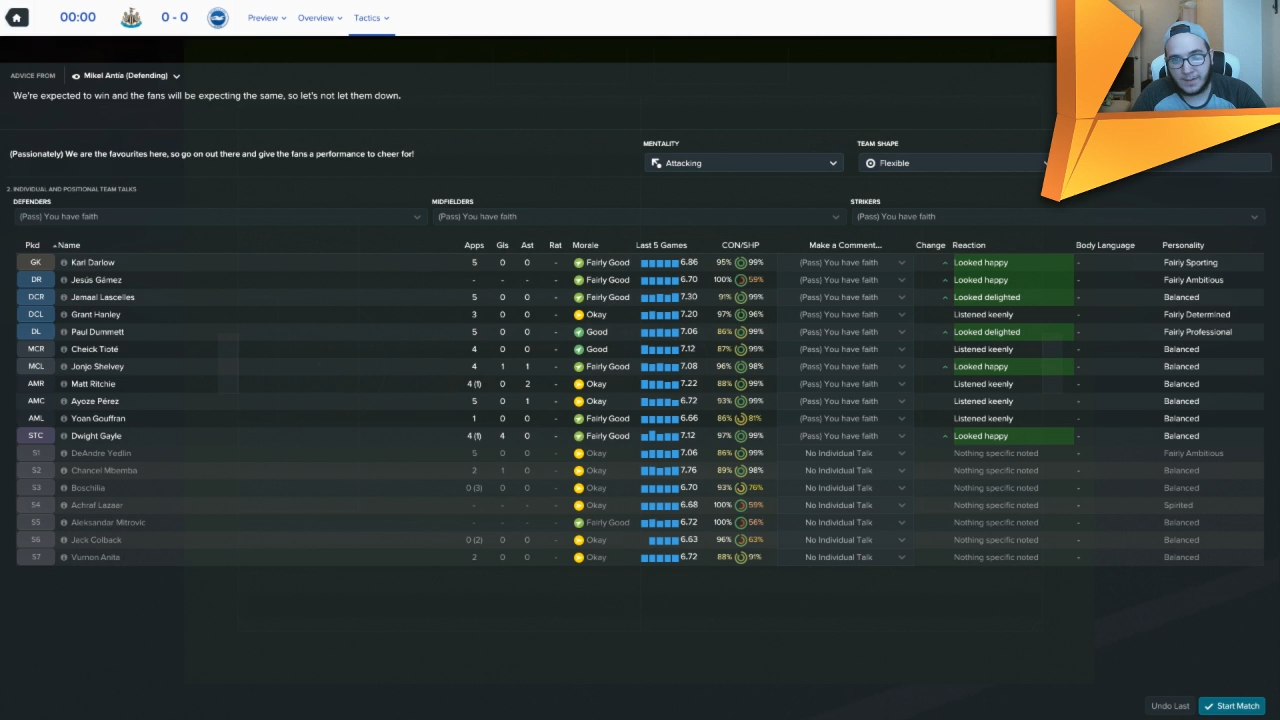 00:00 0 - 0 Preview Overview Tactics
ADVICE FROM Mikel Antía (Defending)
We're expected to win and the fans will be expecting the same, so let's not let them down.
MENTALITY TEAM SHAPE
(Passionately) We are the favourites here, so go on out there and give the fans a performance to cheer for! Attacking Flexible
2. INDIVIDUAL AND POSITIONAL TEAM TALKS
DEFENDERS MIDFIELDERS STRIKERS
(Pass) You have faith (Pass) You have faith (Pass) You have faith
Pkd Name Apps Gls Ast Rat Morale Last 5 Games CON/SHP Make a Comment... Change Reaction Body Language Personality
GK Karl Darlow 5 0 0 - Fairly Good 6.86 95% 99% (Pass) You have faith Looked happy - Fairly Sporting
DR Jesús Gámez - - - - Fairly Good 6.70 100% 59% (Pass) You have faith Looked happy - Fairly Ambitious
DCR Jamaal Lascelles 5 0 0 - Fairly Good 7.30 91% 99% (Pass) You have faith Looked delighted - Balanced
DCL Grant Hanley 3 0 0 - Okay 7.20 97% 96% (Pass) You have faith Listened keenly - Fairly Determined
DL Paul Dummett 5 0 0 - Good 7.06 86% 99% (Pass) You have faith Looked delighted - Fairly Professional
MCR Cheick Tioté 4 0 0 - Good 7.12 87% 99% (Pass) You have faith Listened keenly - Balanced
MCL Jonjo Shelvey 4 1 1 - Fairly Good 7.08 96% 98% (Pass) You have faith Looked happy - Balanced
AMR Matt Ritchie 4 (1) 0 2 - Okay 7.22 88% 99% (Pass) You have faith Listened keenly - Balanced
AMC Ayoze Pérez 5 0 1 - Okay 6.72 93% 99% (Pass) You have faith Listened keenly - Balanced
AML Yoan Gouffran 1 0 0 - Fairly Good 6.66 86% 81% (Pass) You have faith Listened keenly - Balanced
STC Dwight Gayle 4 (1) 4 0 - Fairly Good 7.12 97% 99% (Pass) You have faith Looked happy - Balanced
S1 DeAndre Yedlin 5 0 0 - Okay 7.06 86% 99% No Individual Talk Nothing specific noted - Fairly Ambitious
S2 Chancel Mbemba 2 1 0 - Okay 7.76 89% 98% No Individual Talk Nothing specific noted - Balanced
S3 Boschilia 0 (3) 0 0 - Okay 6.70 93% 76% No Individual Talk Nothing specific noted - Balanced
S4 Achraf Lazaar - - - - Okay 6.68 100% 59% No Individual Talk Nothing specific noted - Spirited
S5 Aleksandar Mitrovic - - - - Fairly Good 6.72 100% 56% No Individual Talk Nothing specific noted - Balanced
S6 Jack Colback 0 (2) 0 0 - Okay 6.63 96% 63% No Individual Talk Nothing specific noted - Balanced
S7 Vurnon Anita 2 0 0 - Okay 6.72 88% 91% No Individual Talk Nothing specific noted - Balanced
Undo Last Start Match